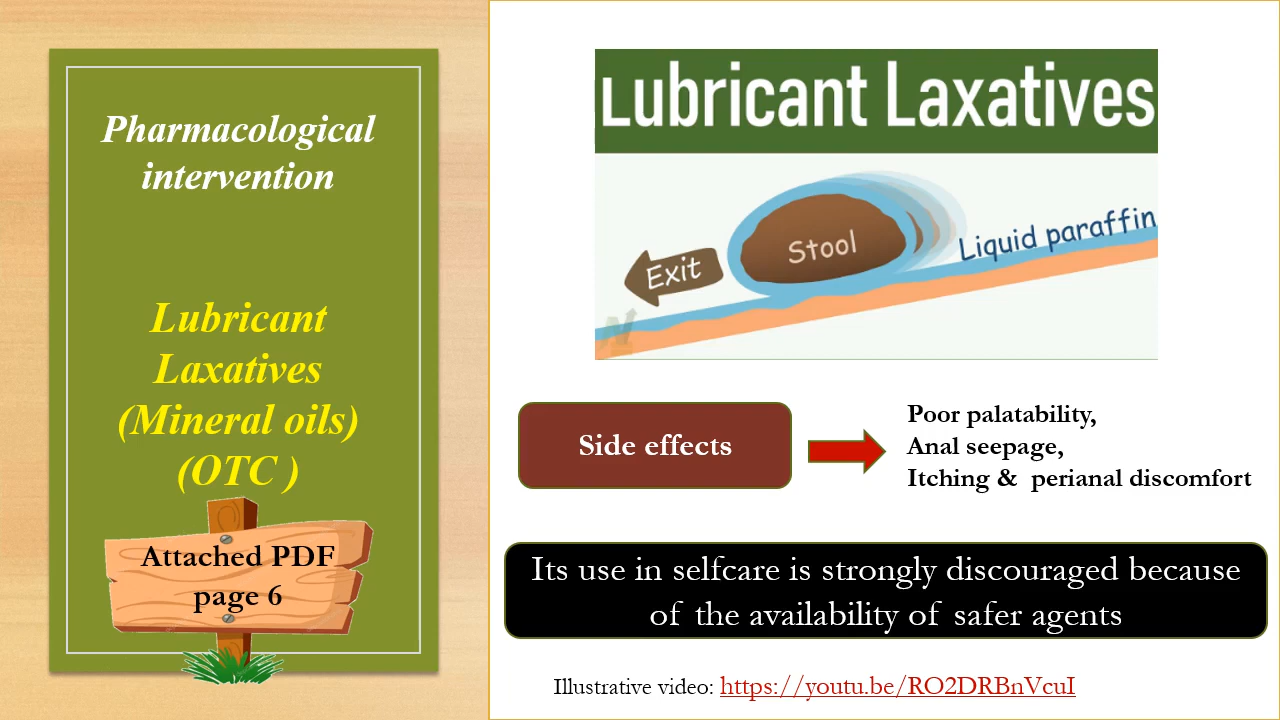 Pharmacological
intervention
Lubricant
Laxatives
(Mineral oils)
(OTC )
Attached PDF
page 6
Lubricant Laxatives
Stool
Exit
Liquid paraffin
Side effects
Poor palatability,
Anal seepage,
Itching & perianal discomfort
Its use in selfcare is strongly discouraged because
of the availability of safer agents
Illustrative video: https://youtu.be/RO2DRBnVcuI